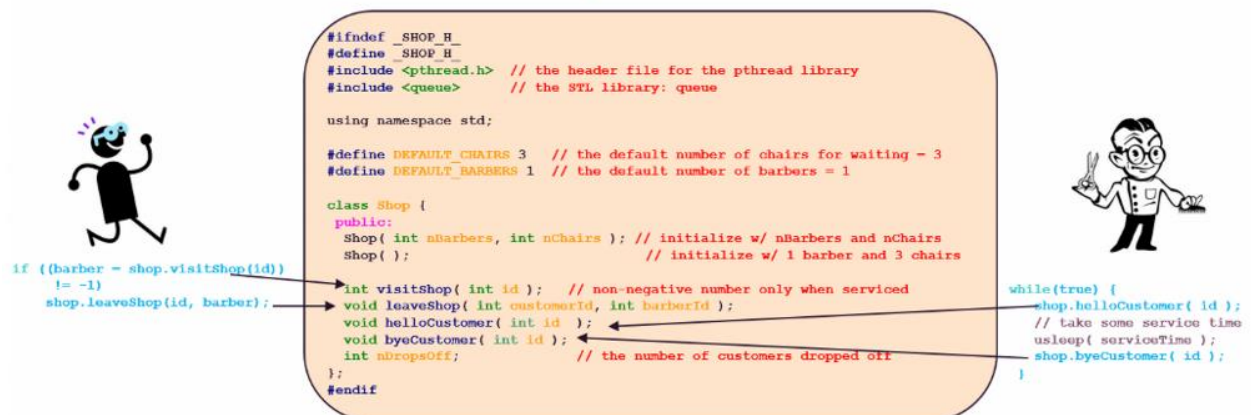 #ifndef _SHOP_H_
#define _SHOP_H_
#include <pthread.h> // the header file for the pthread library
#include <queue> // the STL library: queue
using namespace std;
#define DEFAULT_CHAIRS 3 // the default number of chairs for waiting = 3
#define DEFAULT_BARBERS 1 // the default number of barbers = 1
class Shop {
public:
Shop( int nBarbers, int nChairs ); // initialize w/ nBarbers and nChairs
Shop( ); // initialize w/ 1 barber and 3 chairs
int visitShop( int id ); // non-negative number only when serviced
void leaveShop( int customerId, int barberId );
void helloCustomer( int id );
void byeCustomer( int id );
int nDropsOff; // the number of customers dropped off
};
#endif
if ((barber = shop.visitShop(id))
!= -1)
shop.leaveShop(id, barber);
while(true) {
shop.helloCustomer( id );
// take some service time
usleep( serviceTime );
shop.byeCustomer( id );
}